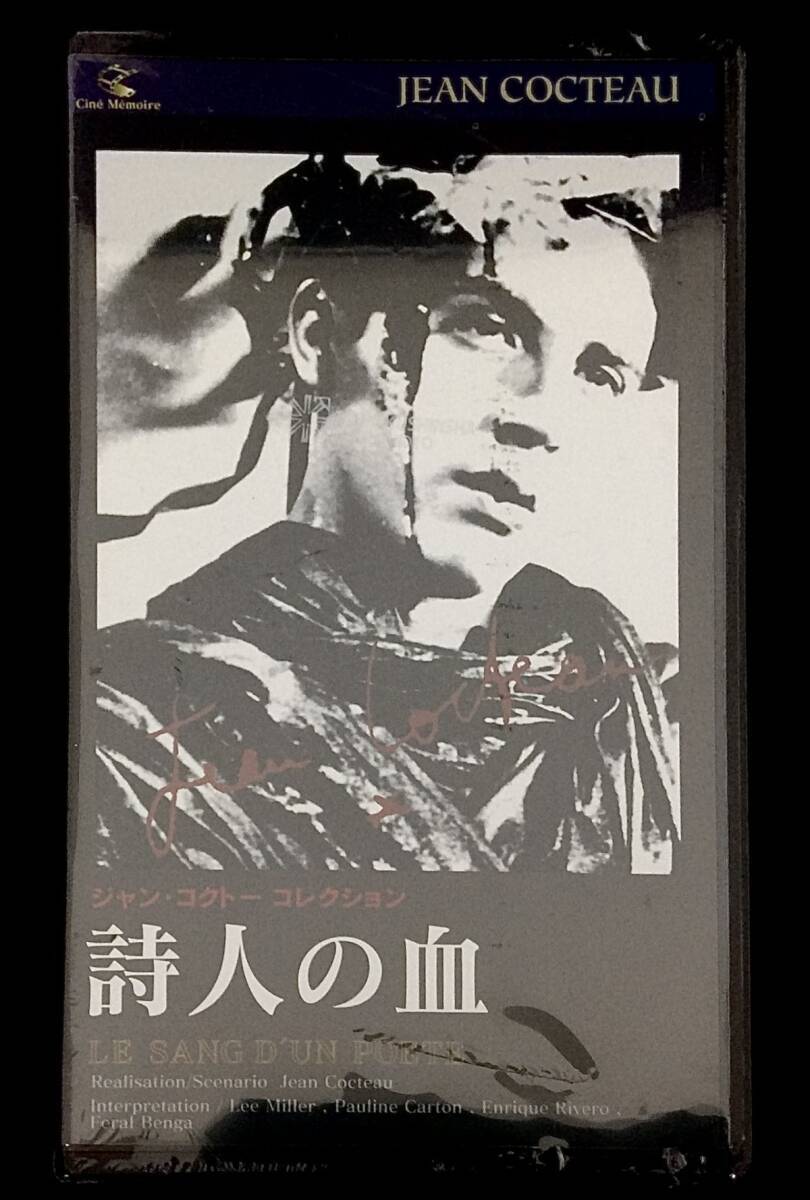 Ciné Mémoire
JEAN COCTEAU
Jean Cocteau
ジャン・コクトー コレクション
詩人の血
LE SANG D'UN POETE
Realisation/Scenario Jean Cocteau
Interpretation / Lee Miller , Pauline Carton , Enrique Rivero ,
Feral Benga